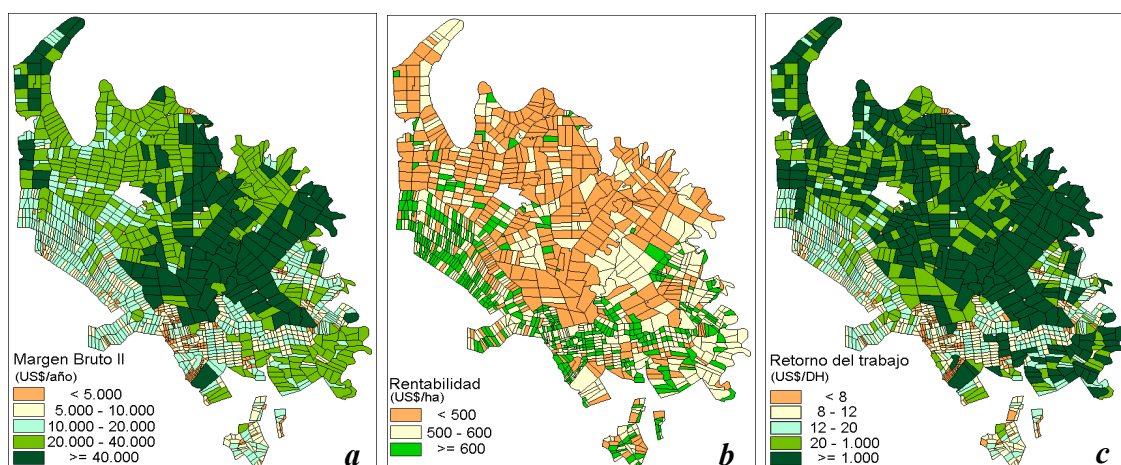 Margen Bruto II
(US$/año)
< 5.000
5.000 - 10.000
10.000 - 20.000
20.000 - 40.000
>= 40.000
a
Rentabilidad
(US$/ha)
< 500
500 - 600
>= 600
b
Retorno del trabajo
(US$/DH)
< 8
8 - 12
12 - 20
20 - 1.000
>= 1.000
c